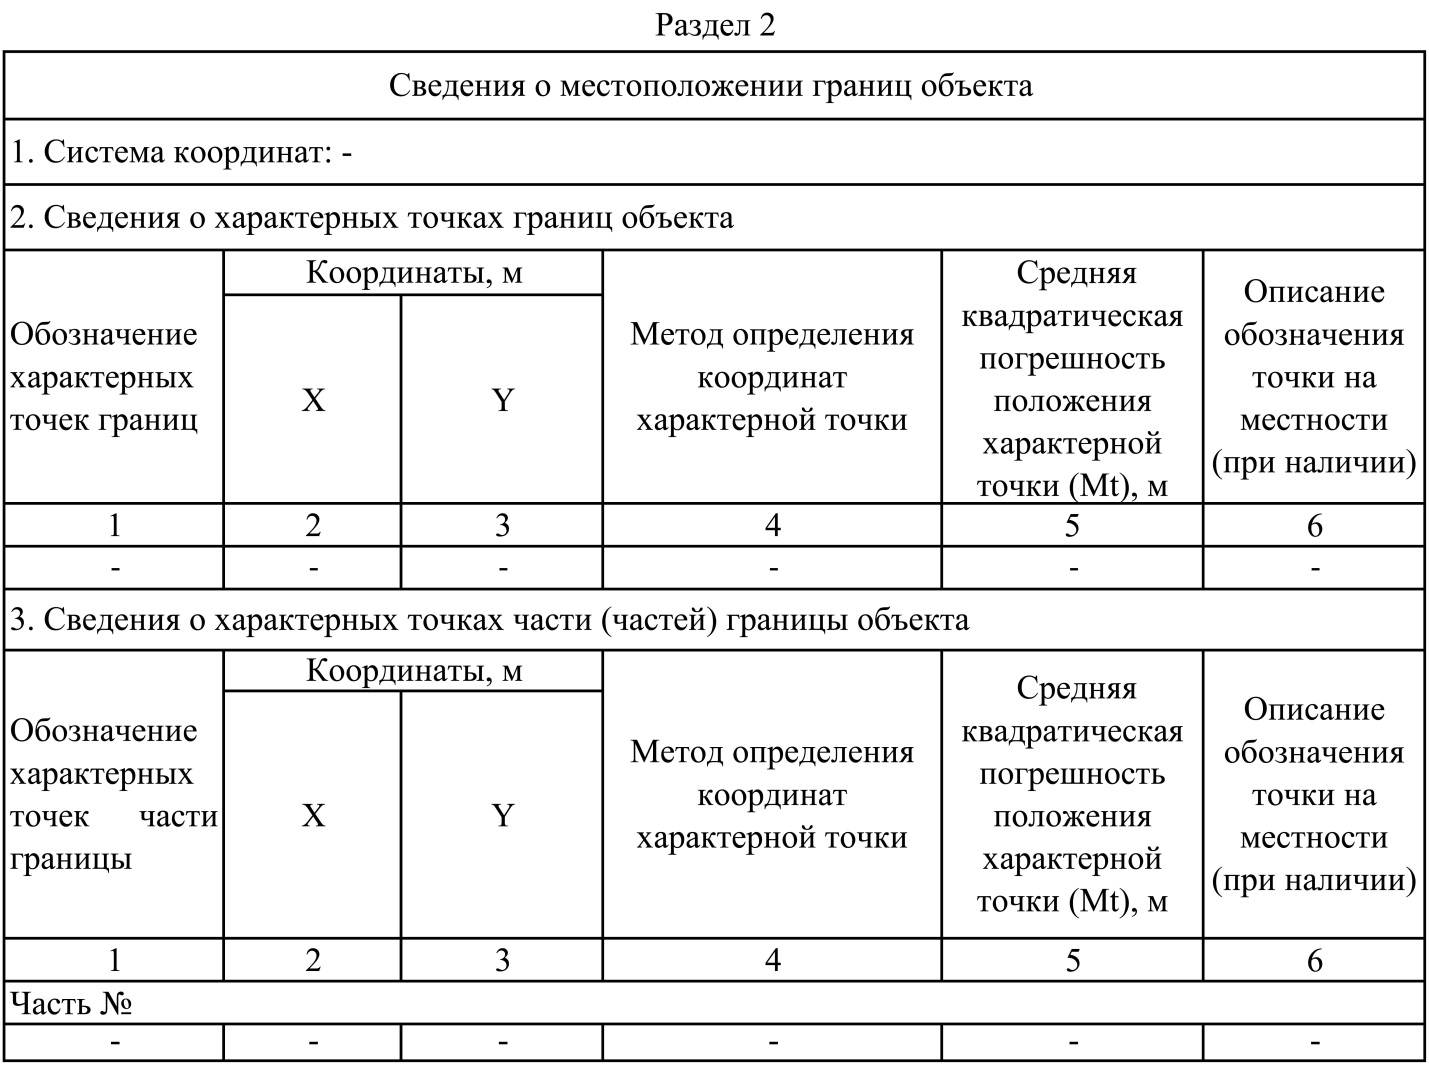 Раздел 2
Сведения о местоположении границ объекта
1. Система координат: -
2. Сведения о характерных точках границ объекта
Обозначение
характерных
точек границ
Координаты, м
X
Y
Метод определения
координат
характерной точки
Средняя
квадратическая
погрешность
положения
характерной
точки (Mt), м
Описание
обозначения
точки на
местности
(при наличии)
1 2 3 4 5 6
- - - - - -
3. Сведения о характерных точках части (частей) границы объекта
Обозначение
характерных
точек части
границы
Координаты, м
X
Y
Метод определения
координат
характерной точки
Средняя
квадратическая
погрешность
положения
характерной
точки (Mt), м
Описание
обозначения
точки на
местности
(при наличии)
1 2 3 4 5 6
Часть №
- - - - - -